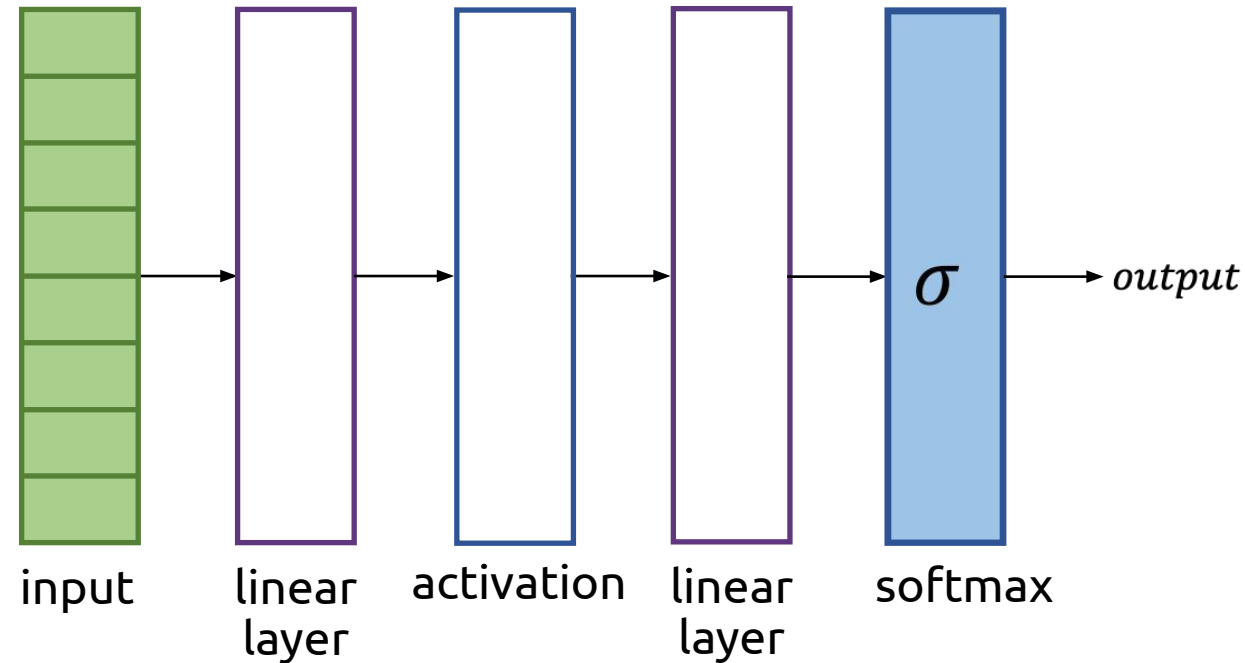 σ
output
input
linear
layer
activation
linear
layer
softmax